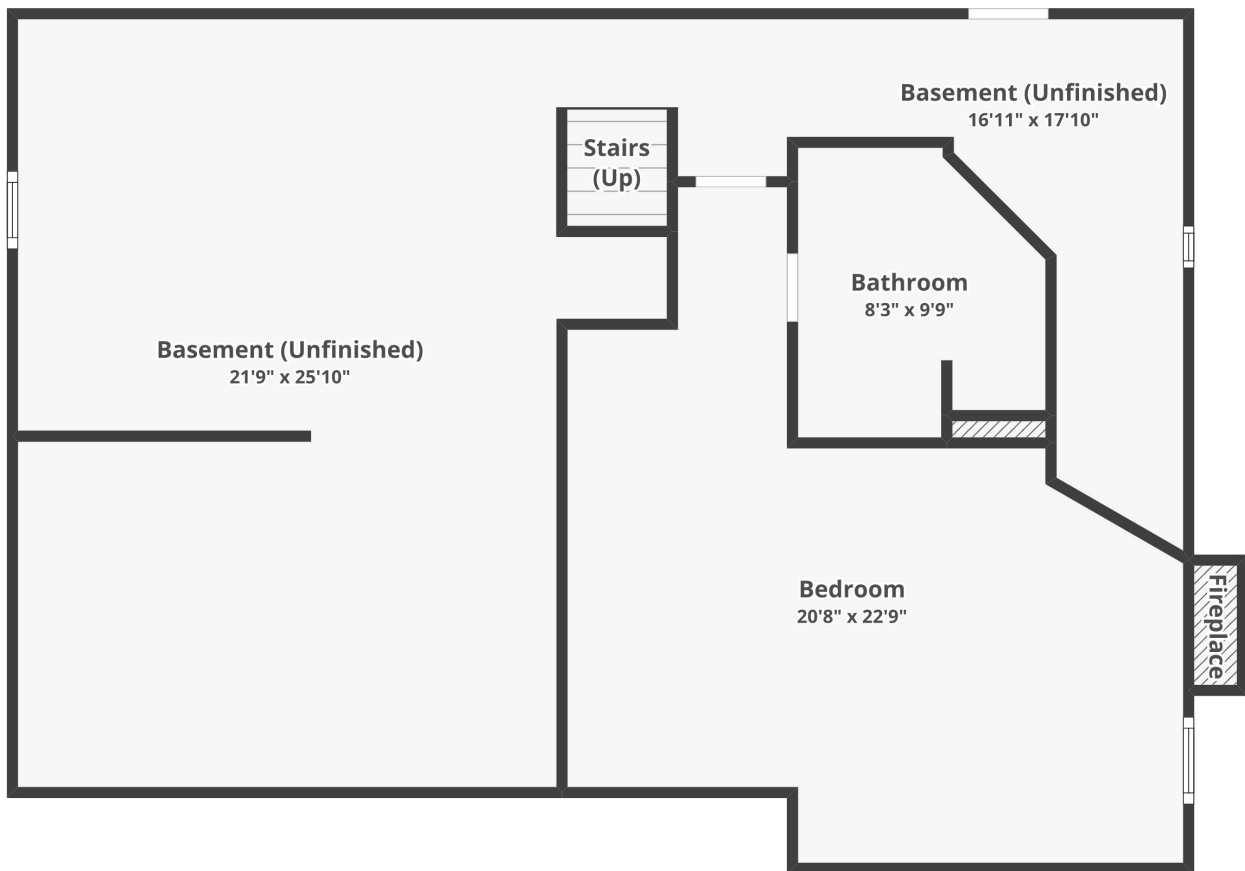 Basement (Unfinished)
16'11" x 17'10"
Stairs
(Up)
Bathroom
8'3" x 9'9"
Basement (Unfinished)
21'9" x 25'10"
Bedroom
20'8" x 22'9"
Fireplace